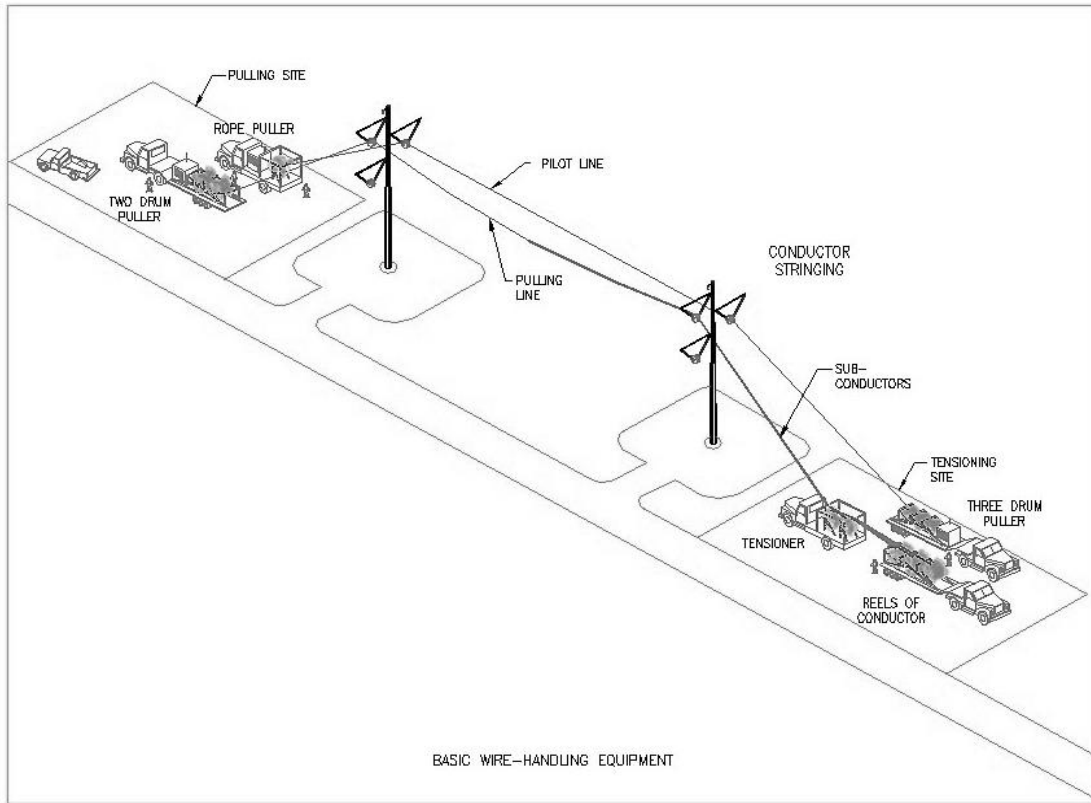 PULLING SITE
ROPE PULLER
TWO DRUM
PULLER
PILOT LINE
PULLING
LINE
CONDUCTOR
STRINGING
SUB-
CONDUCTORS
TENSIONING
SITE
THREE DRUM
PULLER
TENSIONER
REELS OF
CONDUCTOR
BASIC WIRE-HANDLING EQUIPMENT